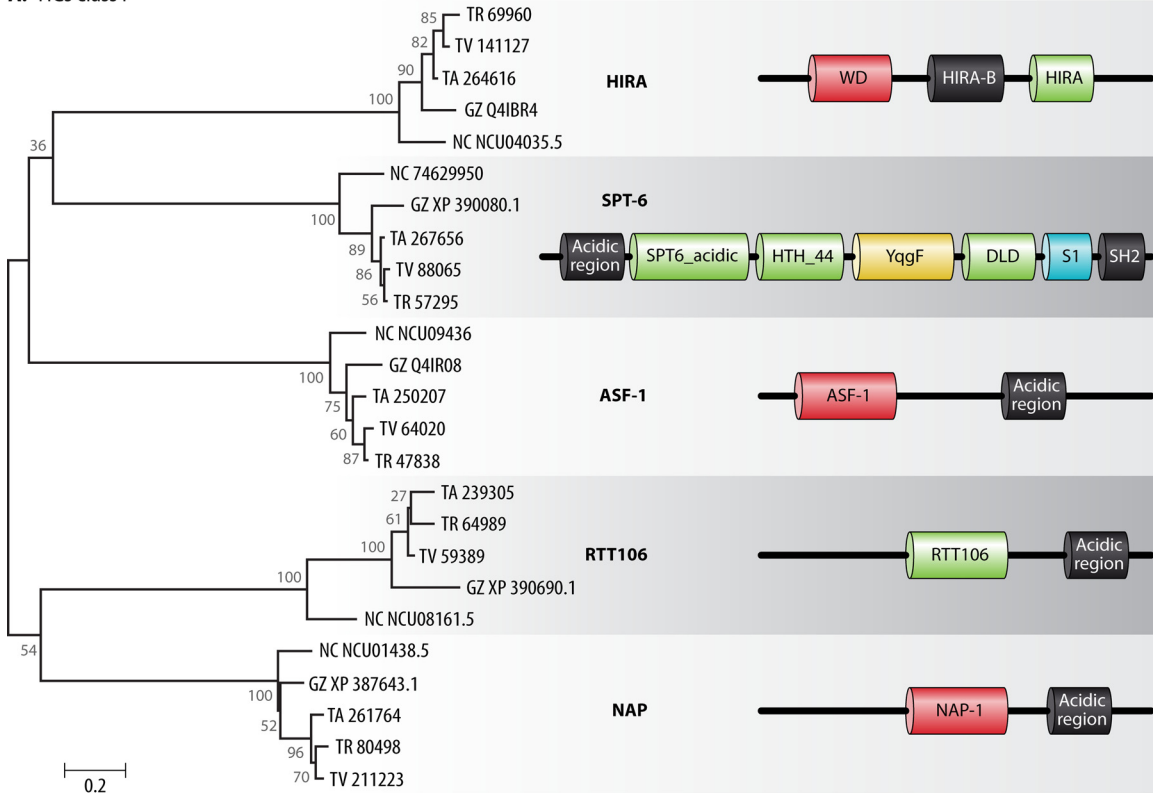 85
TR 69960
82
TV 141127
90
TA 264616
100
GZ Q4IBR4
NC NCU04035.5
HIRA
WD
HIRA-B
HIRA
36
NC 74629950
GZ XP 390080.1
100
89
TA 267656
86
TV 88065
56
TR 57295
SPT-6
Acidic
region
SPT6_acidic
HTH_44
YqgF
DLD
S1
SH2
NC NCU09436
GZ Q4IR08
100
75
TA 250207
60
TV 64020
87
TR 47838
ASF-1
ASF-1
Acidic
region
27
TA 239305
61
TR 64989
100
TV 59389
GZ XP 390690.1
100
NC NCU08161.5
RTT106
RTT106
Acidic
region
54
NC NCU01438.5
GZ XP 387643.1
100
52
TA 261764
96
TR 80498
70
TV 211223
NAP
NAP-1
Acidic
region
0.2